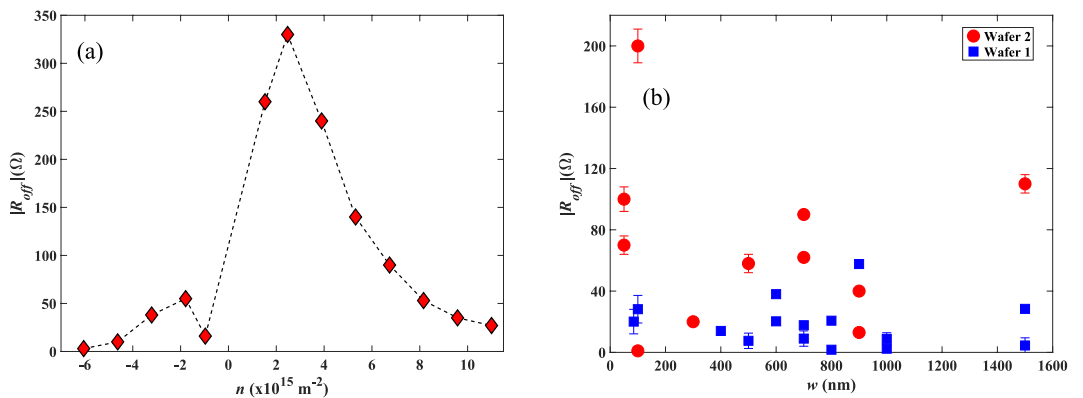 (a)
350
300
250
200
150
100
50
0
|R_off|(Ω)
-6 -4 -2 0 2 4 6 8 10
n (x10^15 m^-2)
(b)
Wafer 2
Wafer 1
200
160
120
80
40
0
|R_off|(Ω)
0 200 400 600 800 1000 1200 1400 1600
w (nm)